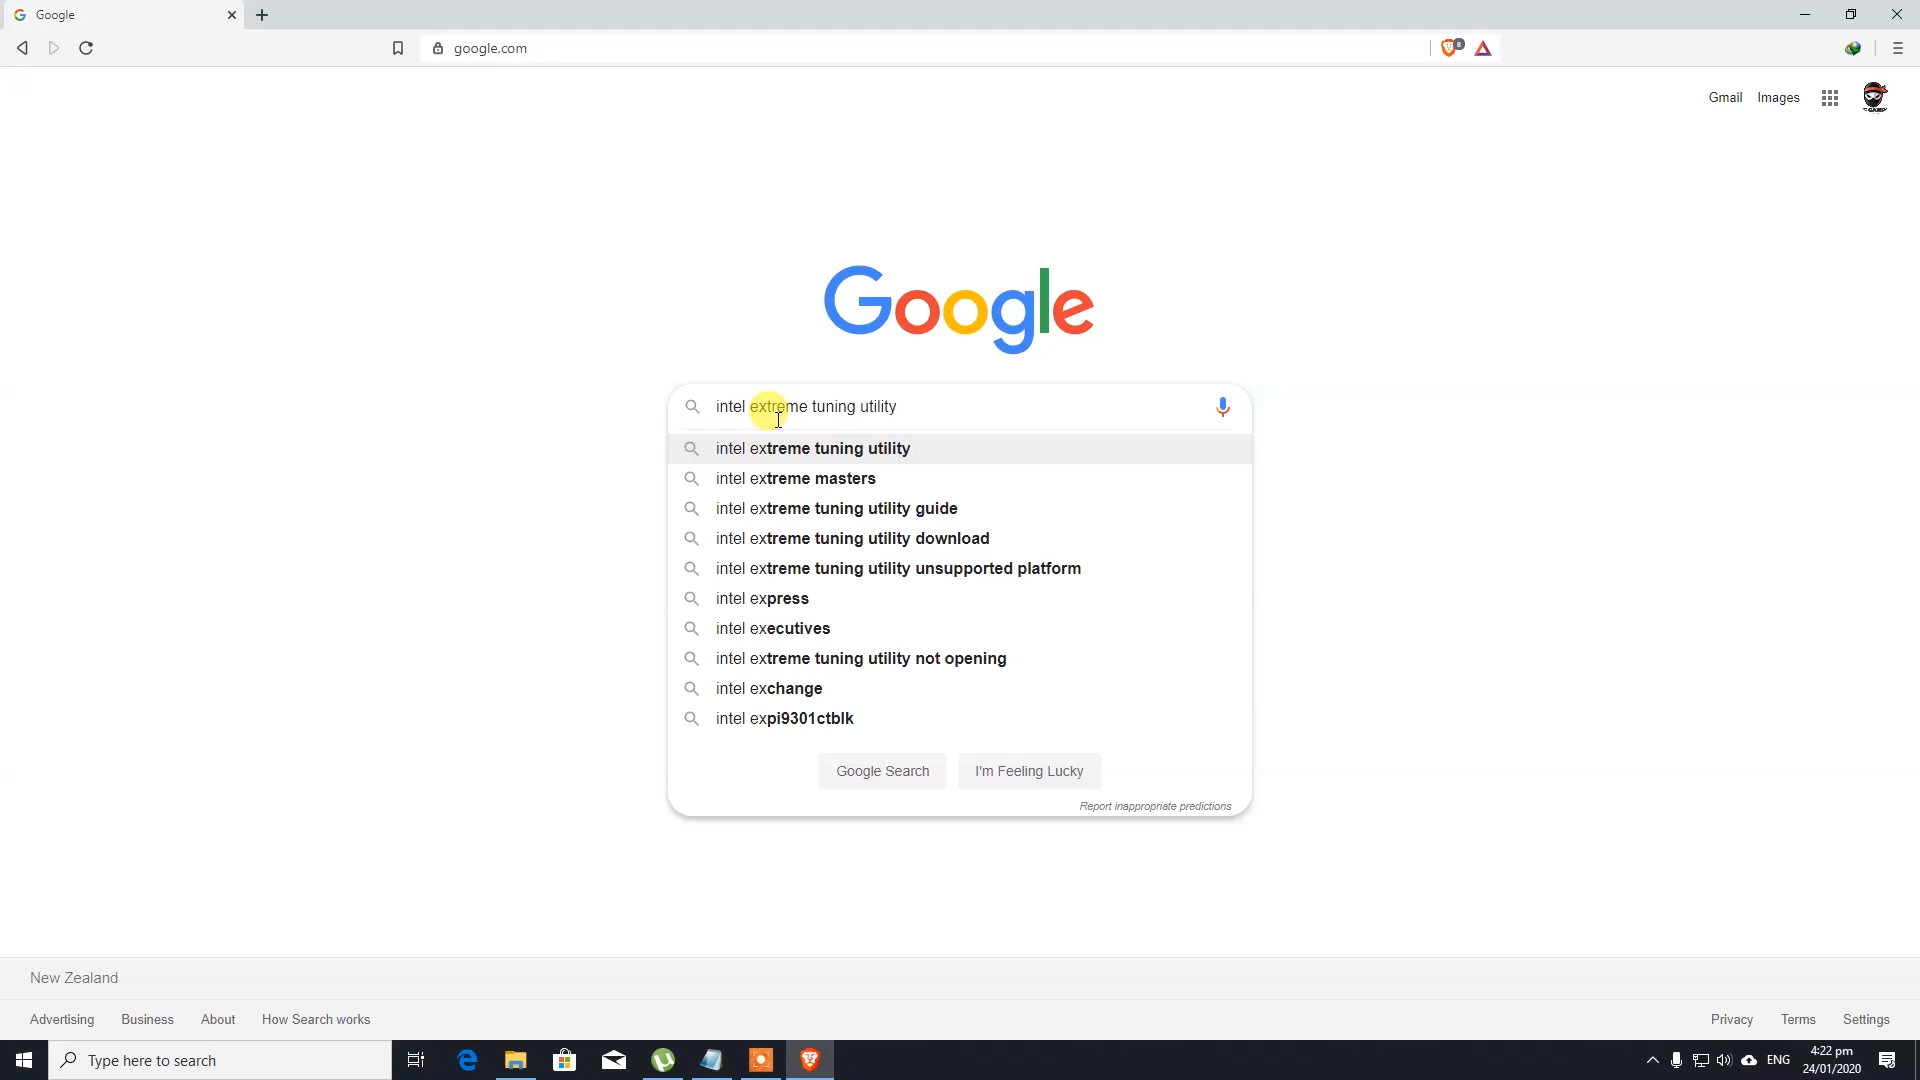 Google
google.com
8
Gmail Images
Google
intel extreme tuning utility
intel extreme tuning utility
intel extreme masters
intel extreme tuning utility guide
intel extreme tuning utility download
intel extreme tuning utility unsupported platform
intel express
intel executives
intel extreme tuning utility not opening
intel exchange
intel expi9301ctblk
Google Search I'm Feeling Lucky
Report inappropriate predictions
New Zealand
Advertising Business About How Search works Privacy Terms Settings
Type here to search
ENG
4:22 pm
24/01/2020